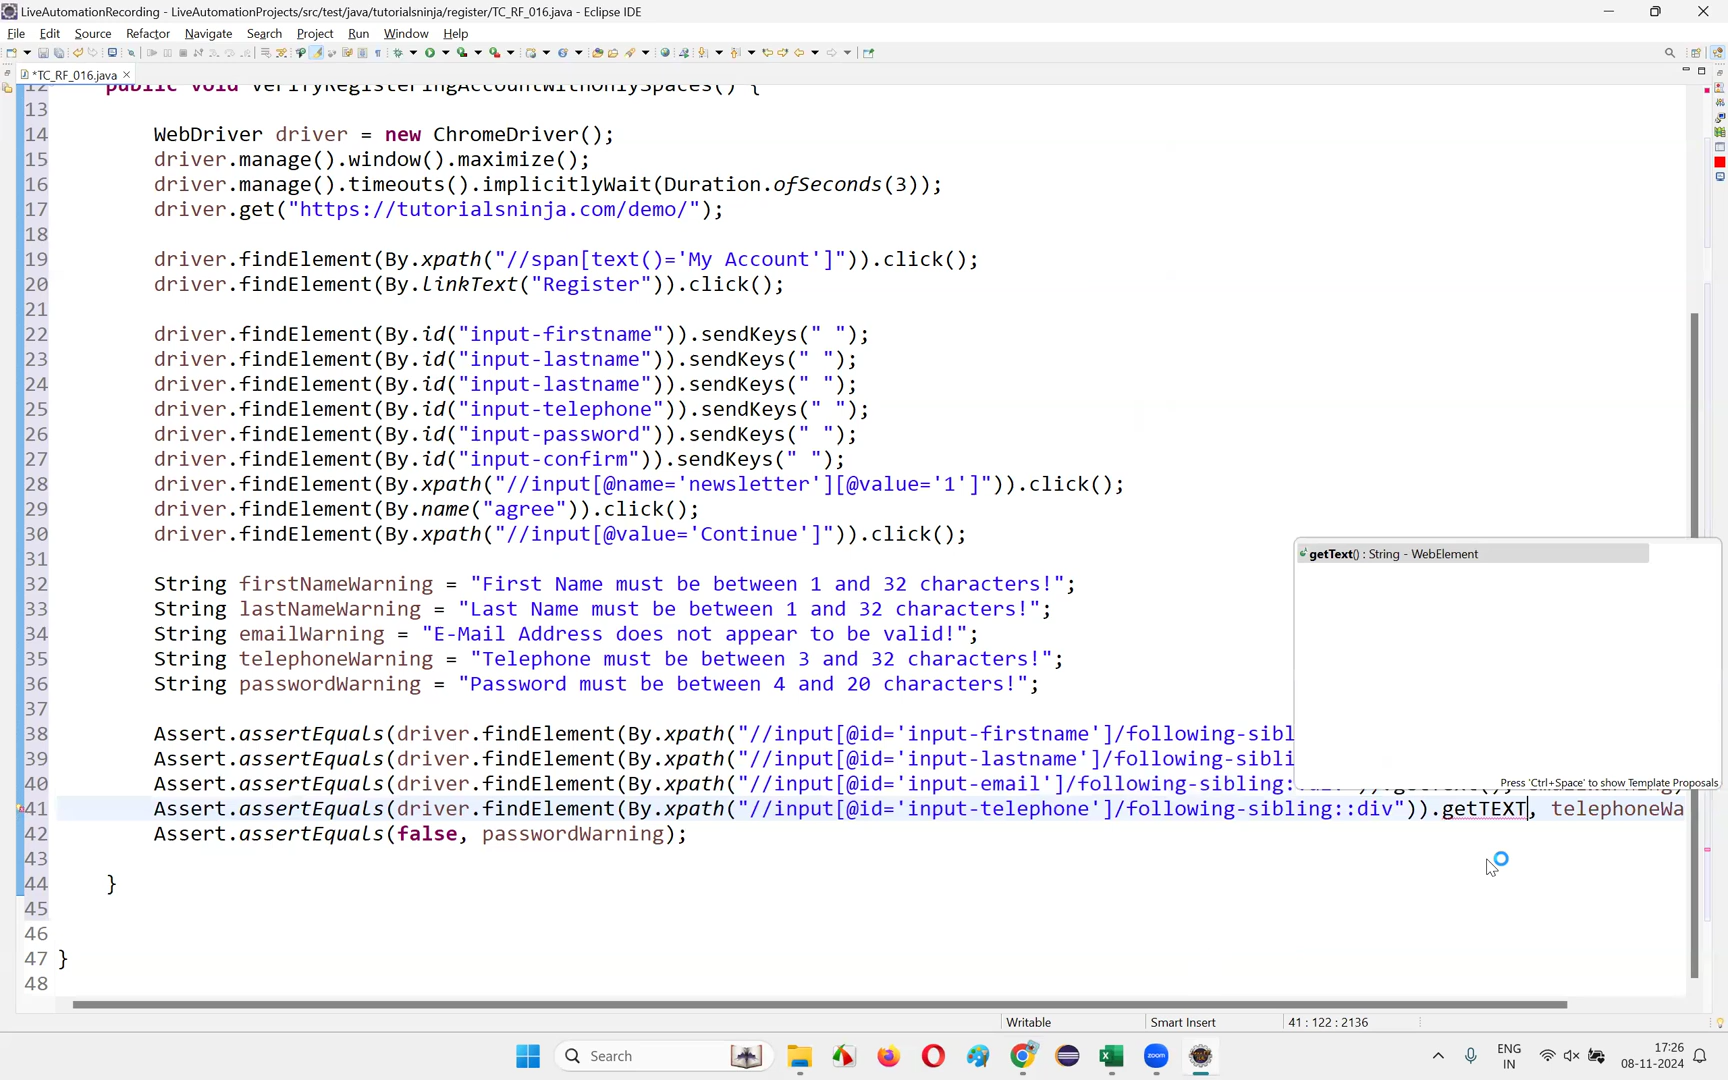 LiveAutomationRecording - LiveAutomationProjects/src/test/java/tutorialsninja/register/TC_RF_016.java - Eclipse IDE
File Edit Source Refactor Navigate Search Project Run Window Help
*TC_RF_016.java
12 public void verifyRegisteringAccountWithOnlySpaces() {
13
14 WebDriver driver = new ChromeDriver();
15 driver.manage().window().maximize();
16 driver.manage().timeouts().implicitlyWait(Duration.ofSeconds(3));
17 driver.get("https://tutorialsninja.com/demo/");
18
19 driver.findElement(By.xpath("//span[text()='My Account']")).click();
20 driver.findElement(By.linkText("Register")).click();
21
22 driver.findElement(By.id("input-firstname")).sendKeys(" ");
23 driver.findElement(By.id("input-lastname")).sendKeys(" ");
24 driver.findElement(By.id("input-lastname")).sendKeys(" ");
25 driver.findElement(By.id("input-telephone")).sendKeys(" ");
26 driver.findElement(By.id("input-password")).sendKeys(" ");
27 driver.findElement(By.id("input-confirm")).sendKeys(" ");
28 driver.findElement(By.xpath("//input[@name='newsletter'][@value='1']")).click();
29 driver.findElement(By.name("agree")).click();
30 driver.findElement(By.xpath("//input[@value='Continue']")).click();
31
getText() : String - WebElement
32 String firstNameWarning = "First Name must be between 1 and 32 characters!";
33 String lastNameWarning = "Last Name must be between 1 and 32 characters!";
34 String emailWarning = "E-Mail Address does not appear to be valid!";
35 String telephoneWarning = "Telephone must be between 3 and 32 characters!";
36 String passwordWarning = "Password must be between 4 and 20 characters!";
37
38 Assert.assertEquals(driver.findElement(By.xpath("//input[@id='input-firstname']/following-sibl
39 Assert.assertEquals(driver.findElement(By.xpath("//input[@id='input-lastname']/following-sibli
40 Assert.assertEquals(driver.findElement(By.xpath("//input[@id='input-email']/following-sibling:
Press 'Ctrl+Space' to show Template Proposals
41 Assert.assertEquals(driver.findElement(By.xpath("//input[@id='input-telephone']/following-sibling::div")).getTEXT, telephoneWa
42 Assert.assertEquals(false, passwordWarning);
43
44 }
45
46
47 }
48
Writable Smart Insert 41 : 122 : 2136
Search
ENG
IN
17:26
08-11-2024